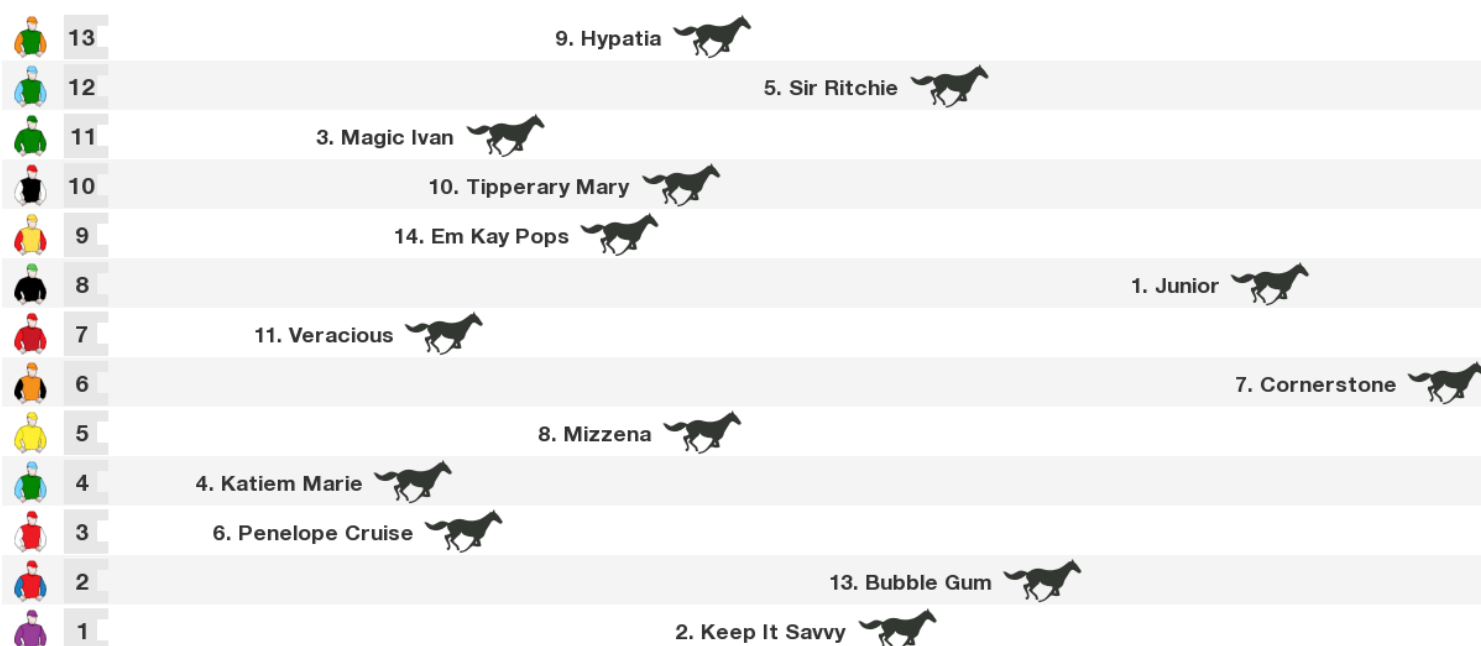 13 9. Hypatia
12 5. Sir Ritchie
11 3. Magic Ivan
10 10. Tipperary Mary
9 14. Em Kay Pops
8 1. Junior
7 11. Veracious
6 7. Cornerstone
5 8. Mizzena
4 4. Katiem Marie
3 6. Penelope Cruise
2 13. Bubble Gum
1 2. Keep It Savvy